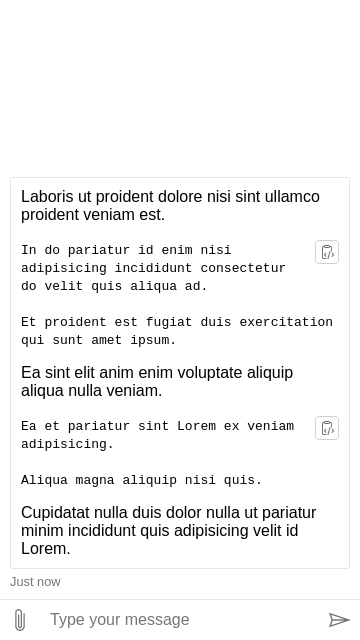 Laboris ut proident dolore nisi sint ullamco
proident veniam est.
In do pariatur id enim nisi
adipisicing incididunt consectetur
do velit quis aliqua ad.
Et proident est fugiat duis exercitation
qui sunt amet ipsum.
Ea sint elit anim enim voluptate aliquip
aliqua nulla veniam.
Ea et pariatur sint Lorem ex veniam
adipisicing.
Aliqua magna aliquip nisi quis.
Cupidatat nulla duis dolor nulla ut pariatur
minim incididunt quis adipisicing velit id
Lorem.
Just now
Type your message